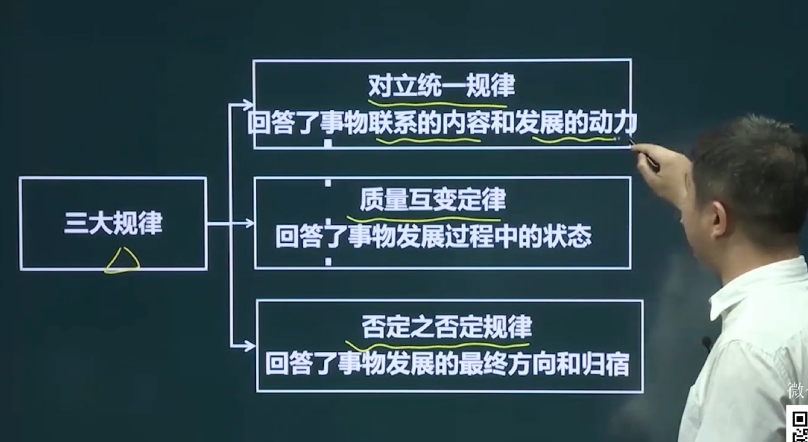 三大规律
对立统一规律
回答了事物联系的内容和发展的动力
质量互变定律
回答了事物发展过程中的状态
否定之否定规律
回答了事物发展的最终方向和归宿
微